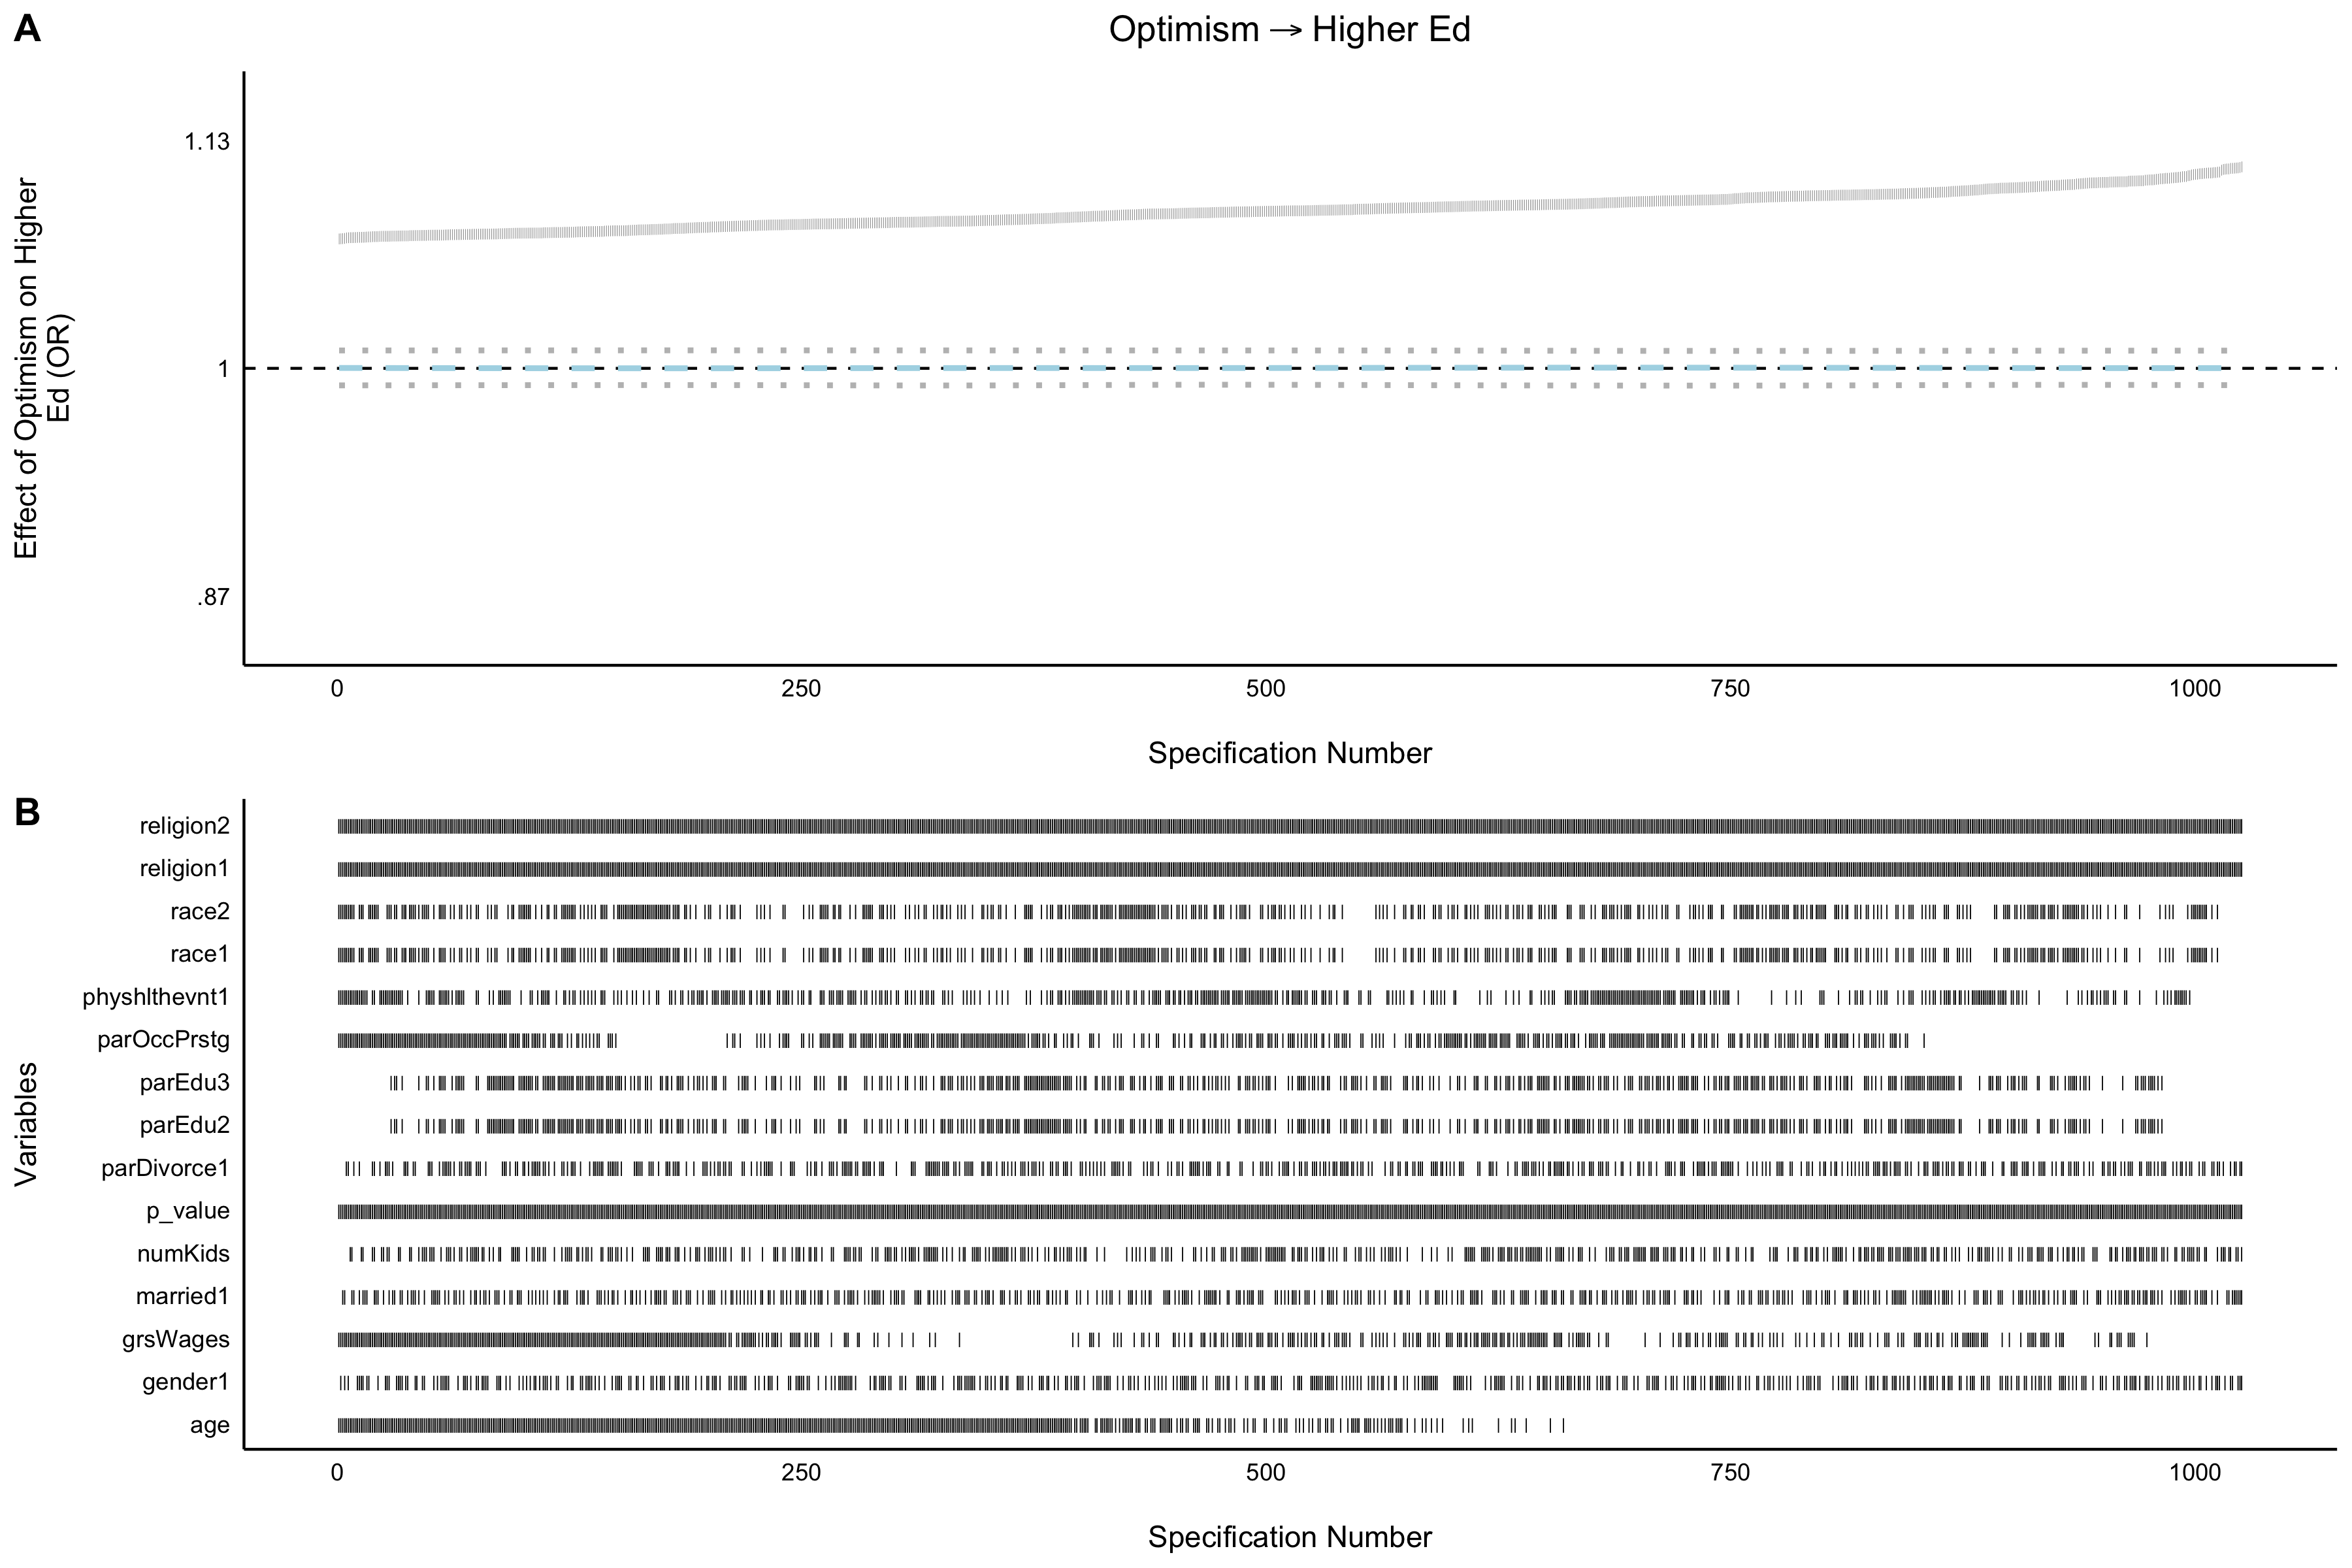 A
Optimism → Higher Ed
Effect of Optimism on Higher
Ed (OR)
1.13
1
.87
0 250 500 750 1000
Specification Number
B
Variables
religion2
religion1
race2
race1
physhlthevnt1
parOccPrstg
parEdu3
parEdu2
parDivorce1
p_value
numKids
married1
grsWages
gender1
age
0 250 500 750 1000
Specification Number